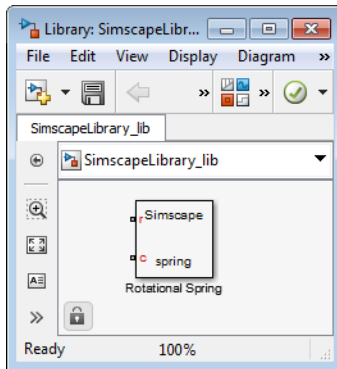 Library: SimscapeLibr...
File Edit View Display Diagram »
» »
SimscapeLibrary_lib
SimscapeLibrary_lib
r Simscape
c spring
Rotational Spring
A
»
Ready 100%